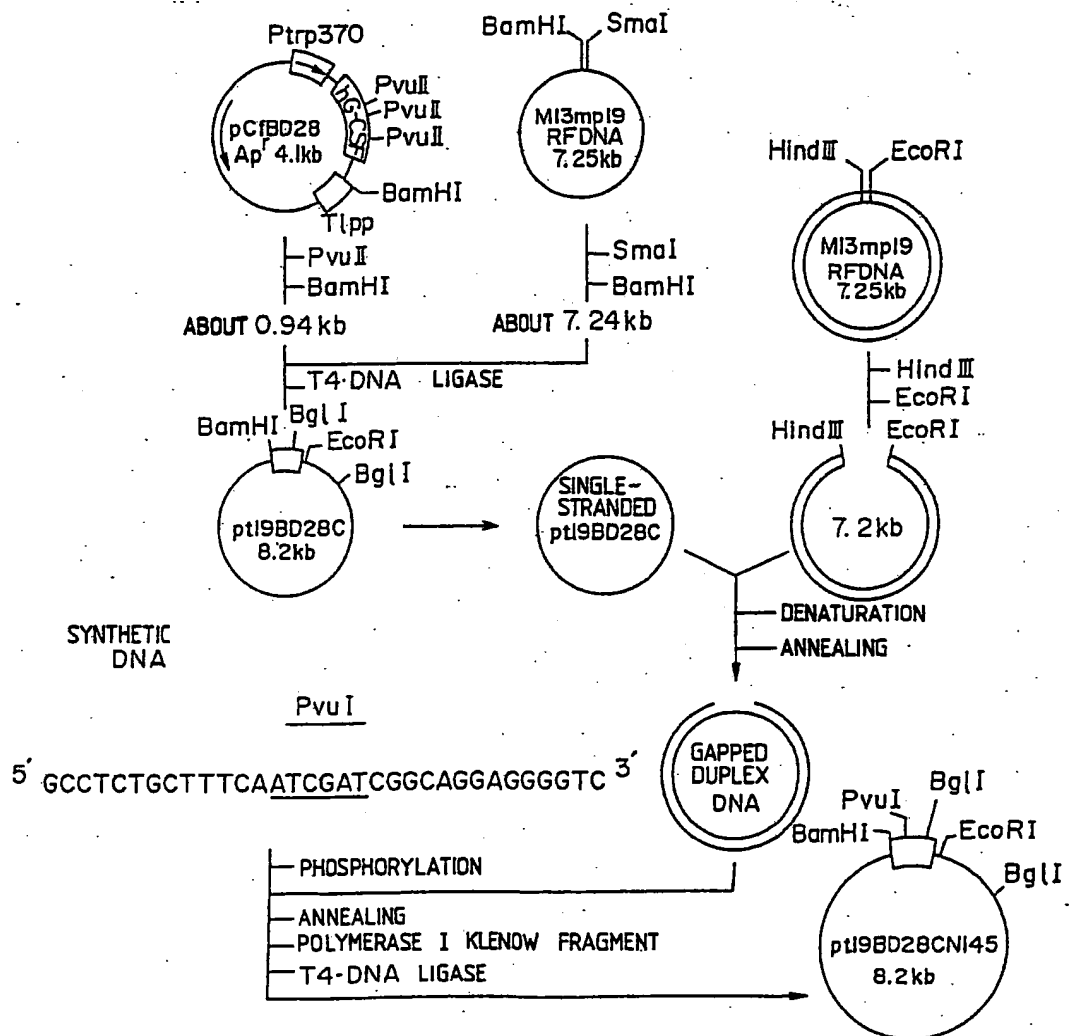 Ptrp370
hG-CSF
PvuII
PvuII
PvuII
pCfBD28
Apr 4.1kb
BamHI
Tlpp
PvuII
BamHI
ABOUT 0.94kb
BamHI SmaI
M13mp19
RFDNA
7.25kb
SmaI
BamHI
ABOUT 7.24kb
HindIII EcoRI
M13mp19
RFDNA
7.25kb
HindIII
EcoRI
HindIII EcoRI
7.2kb
T4·DNA LIGASE
BamHI BglI
EcoRI
BglI
pt19BD28C
8.2kb
SINGLE-
STRANDED
pt19BD28C
DENATURATION
ANNEALING
SYNTHETIC
DNA
PvuI
5' GCCTCTGCTTTCAATCGATCGGCAGGAGGGGTC 3'
GAPPED
DUPLEX
DNA
PHOSPHORYLATION
ANNEALING
POLYMERASE I KLENOW FRAGMENT
T4-DNA LIGASE
PvuI BglI
BamHI EcoRI
BglI
pt19BD28CN145
8.2kb